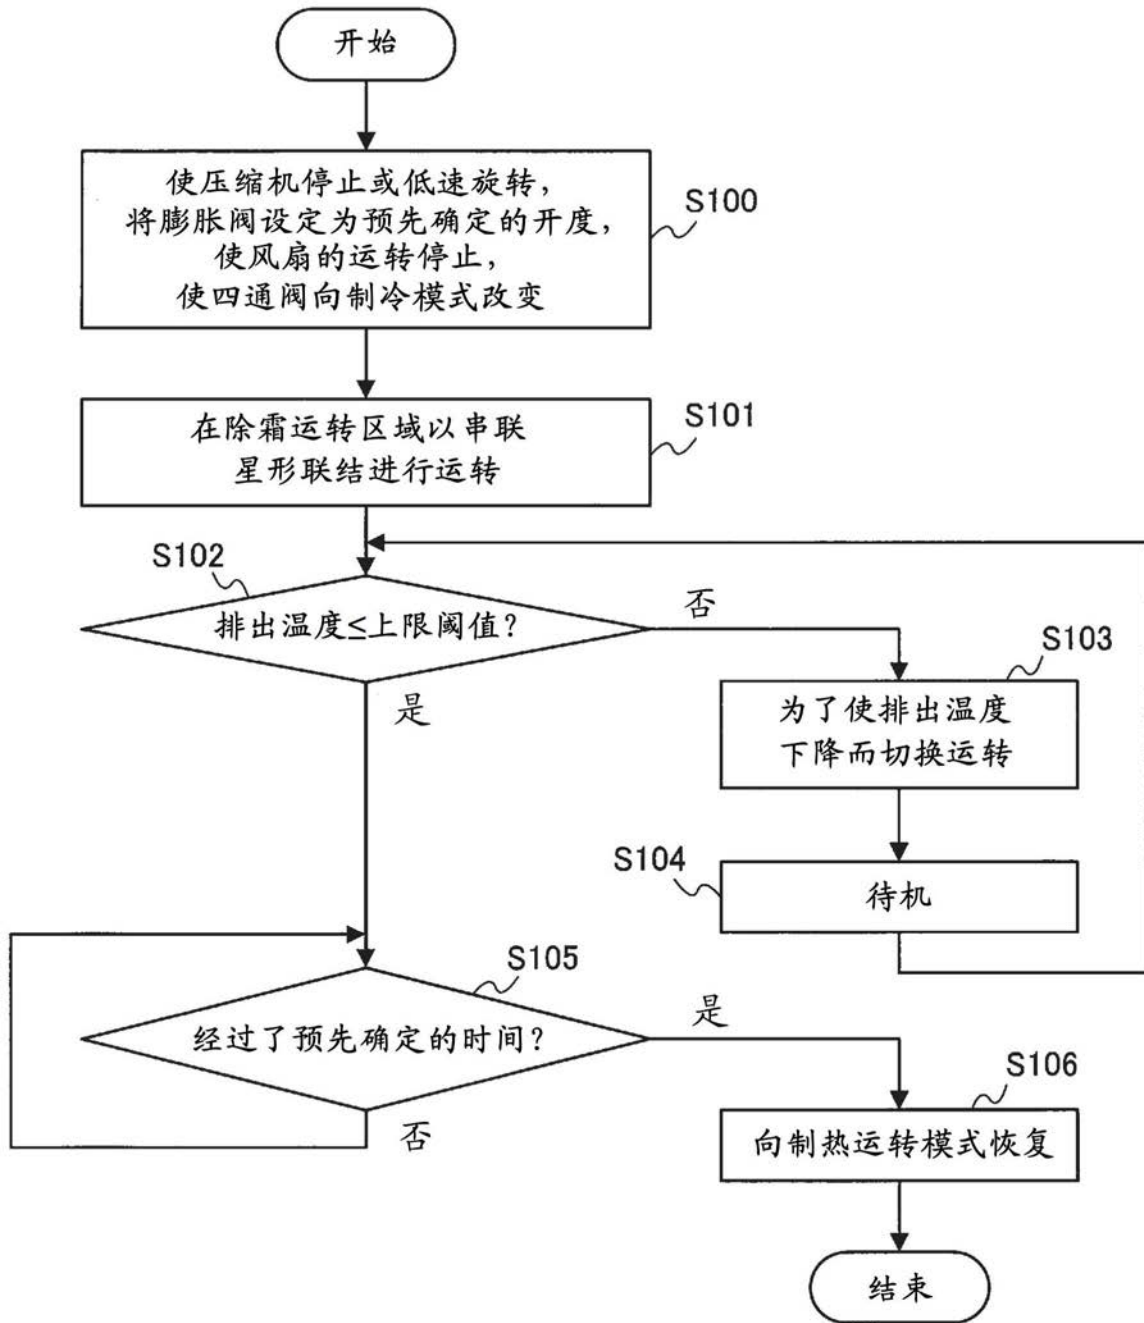 开始
使压缩机停止或低速旋转，
将膨胀阀设定为预先确定的开度，
使风扇的运转停止，
使四通阀向制冷模式改变
S100
在除霜运转区域以串联
星形联结进行运转
S101
S102
排出温度≤上限阈值？
否
是
S103
为了使排出温度
下降而切换运转
S104
待机
S105
经过了预先确定的时间？
是
否
S106
向制热运转模式恢复
结束